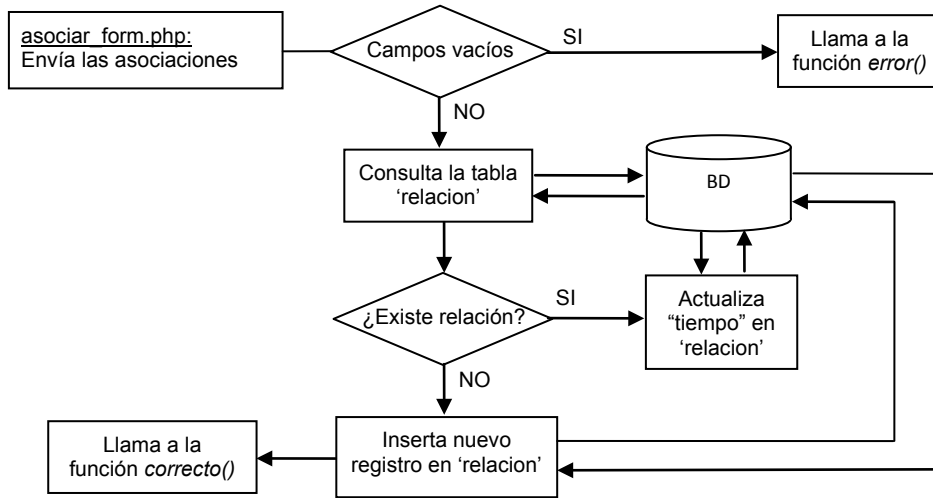 asociar_form.php:
Envía las asociaciones
Campos vacíos
SI
Llama a la
función error()
NO
Consulta la tabla
‘relacion’
BD
¿Existe relación?
SI
Actualiza
“tiempo” en
‘relacion’
NO
Inserta nuevo
registro en ‘relacion’
Llama a la
función correcto()